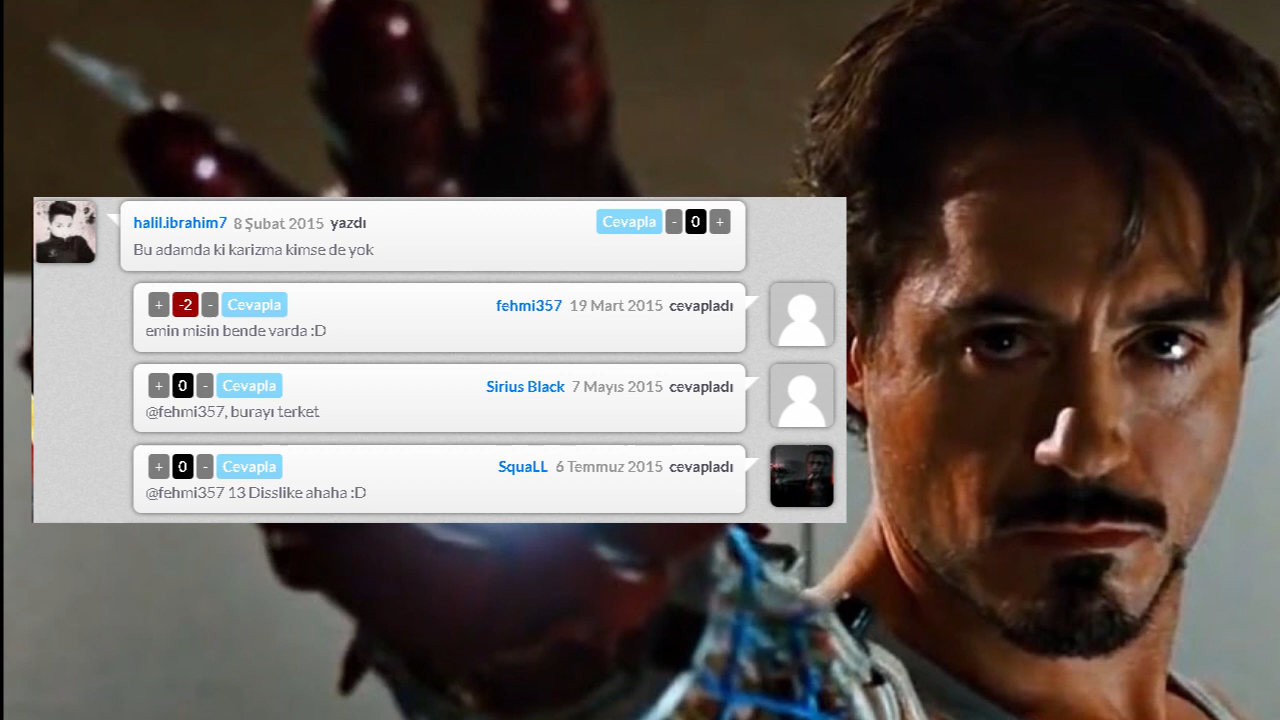 halil.ibrahim7 8 Şubat 2015 yazdı Cevapla - 0 +
Bu adamda ki karizma kimse de yok
+ -2 - Cevapla fehmi357 19 Mart 2015 cevapladı
emin misin bende varda :D
+ 0 - Cevapla Sirius Black 7 Mayıs 2015 cevapladı
@fehmi357, burayı terket
+ 0 - Cevapla SquaLL 6 Temmuz 2015 cevapladı
@fehmi357 13 Disslike ahaha :D